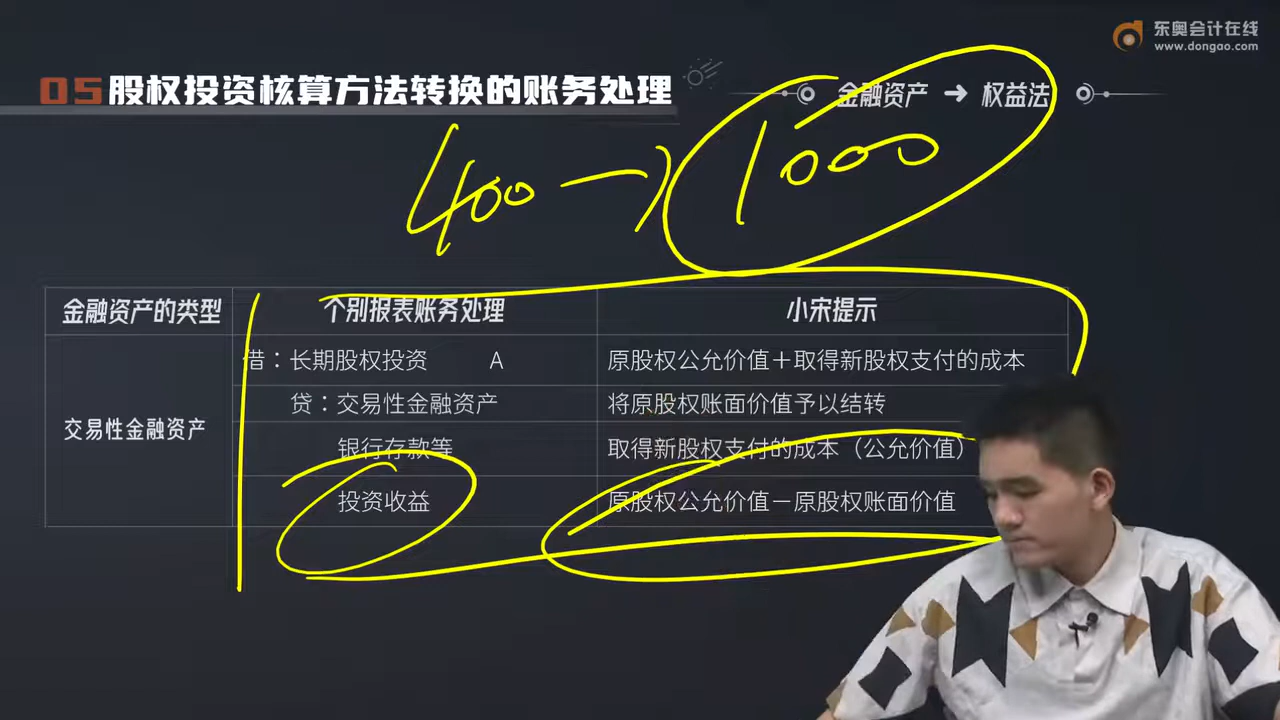 东奥会计在线
www.dongao.com
05 股权投资核算方法转换的账务处理
金融资产 → 权益法
400 → 1000
金融资产的类型 个别报表账务处理 小宋提示
借：长期股权投资 A 原股权公允价值＋取得新股权支付的成本
交易性金融资产
贷：交易性金融资产 将原股权账面价值予以结转
银行存款等 取得新股权支付的成本（公允价值）
投资收益 原股权公允价值－原股权账面价值